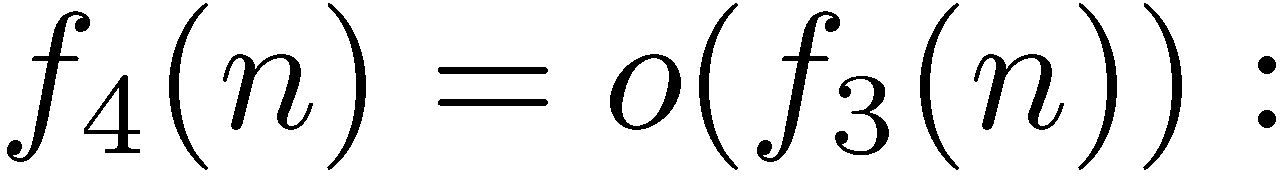 f₄(n) = o(f₃(n)) :